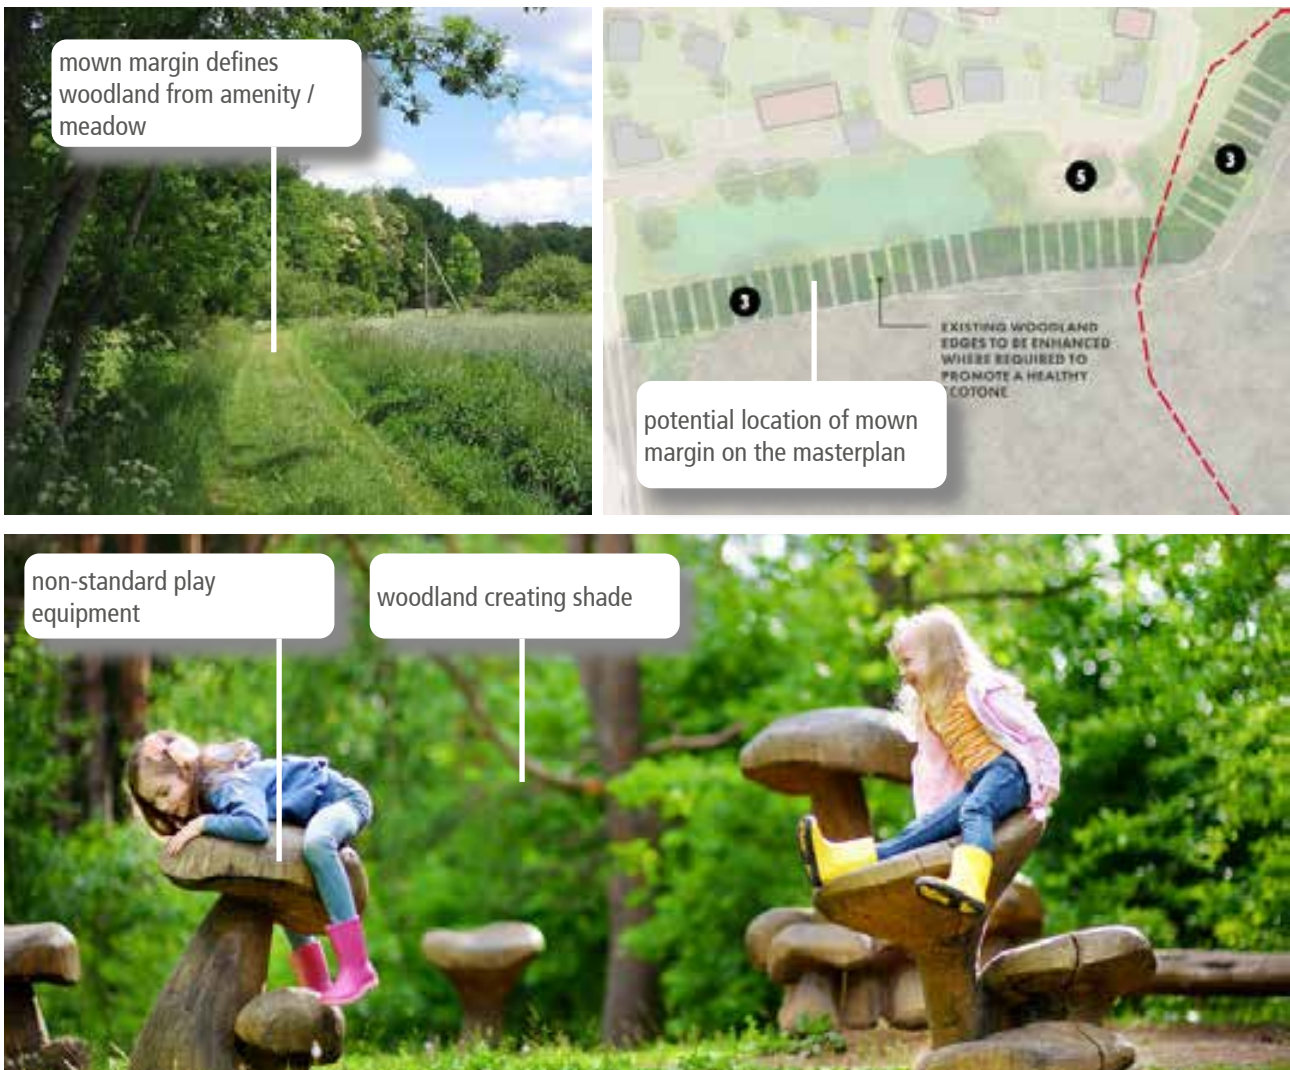 mown margin defines
woodland from amenity /
meadow
5
3
3
EXISTING WOODLAND
EDGES TO BE ENHANCED
WHERE REQUIRED TO
PROMOTE A HEALTHY
COTONE
potential location of mown
margin on the masterplan
non-standard play
equipment
woodland creating shade